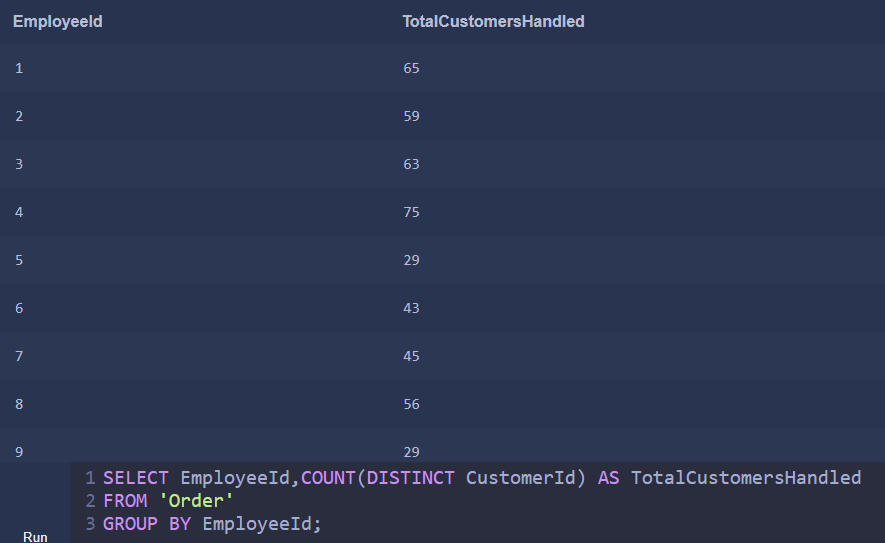 EmployeeId TotalCustomersHandled
1 65
2 59
3 63
4 75
5 29
6 43
7 45
8 56
9 29
1 SELECT EmployeeId,COUNT(DISTINCT CustomerId) AS TotalCustomersHandled
2 FROM 'Order'
3 GROUP BY EmployeeId;
Run